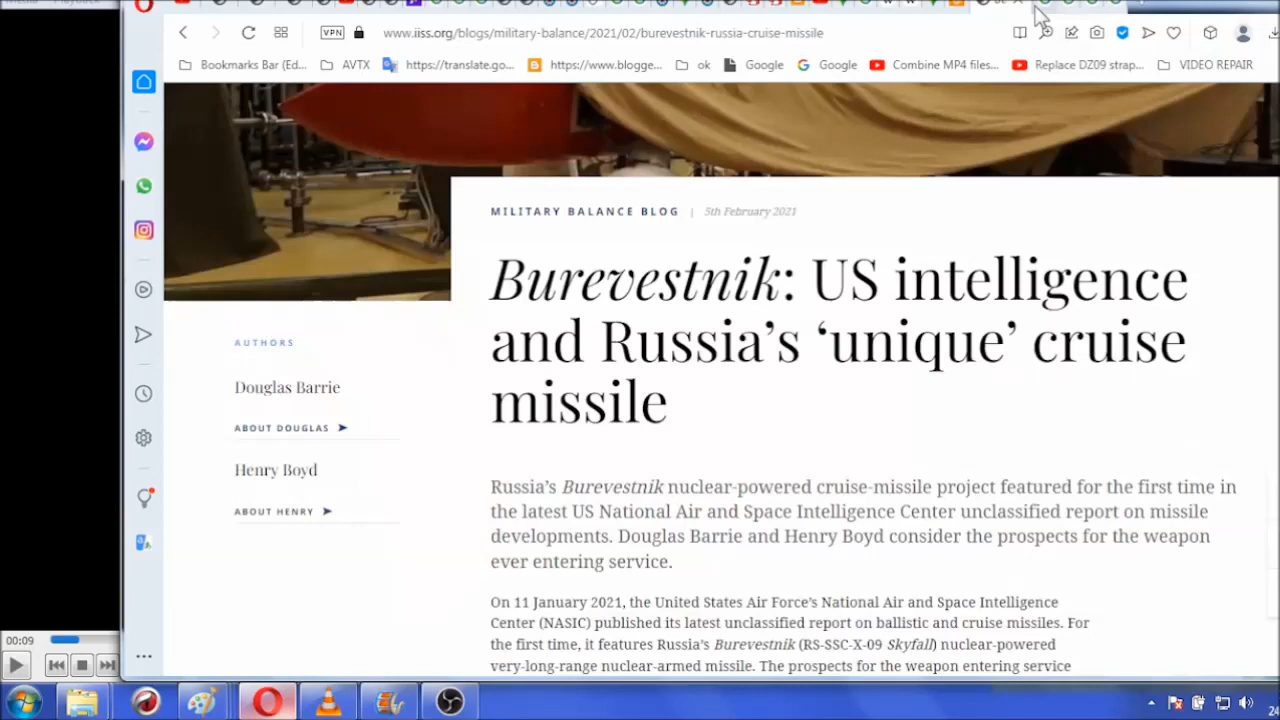 VPN
www.iiss.org/blogs/military-balance/2021/02/burevestnik-russia-cruise-missile
Bookmarks Bar (Ed...
AVTX
https://translate.go...
https://www.blogge...
ok
Google
Google
Combine MP4 files...
Replace DZ09 strap...
VIDEO REPAIR
MILITARY BALANCE BLOG | 5th February 2021
Burevestnik: US intelligence
and Russia's ‘unique’ cruise
missile
AUTHORS
Douglas Barrie
ABOUT DOUGLAS
Henry Boyd
ABOUT HENRY
Russia's Burevestnik nuclear-powered cruise-missile project featured for the first time in
the latest US National Air and Space Intelligence Center unclassified report on missile
developments. Douglas Barrie and Henry Boyd consider the prospects for the weapon
ever entering service.
On 11 January 2021, the United States Air Force's National Air and Space Intelligence
Center (NASIC) published its latest unclassified report on ballistic and cruise missiles. For
the first time, it features Russia's Burevestnik (RS-SSC-X-09 Skyfall) nuclear-powered
very-long-range nuclear-armed missile. The prospects for the weapon entering service
00:09
24